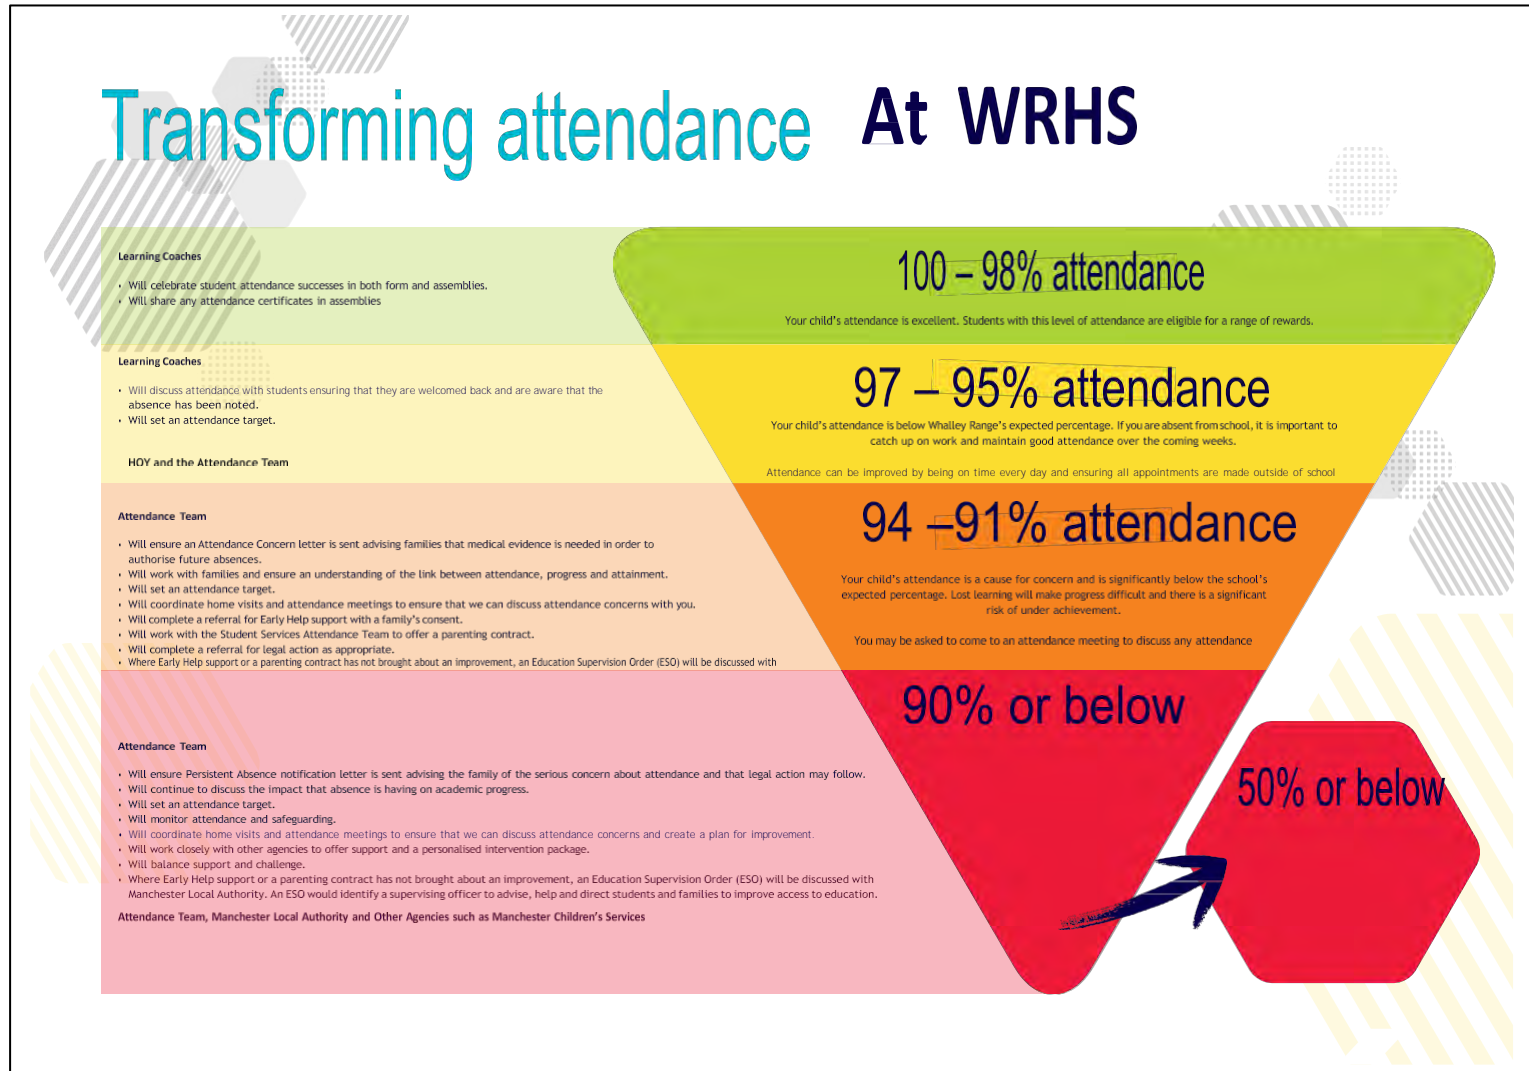 Transforming attendance At WRHS
Learning Coaches
• Will celebrate student attendance successes in both form and assemblies.
• Will share any attendance certificates in assemblies
100 – 98% attendance
Your child's attendance is excellent. Students with this level of attendance are eligible for a range of rewards.
Learning Coaches
• Will discuss attendance with students ensuring that they are welcomed back and are aware that the
absence has been noted.
• Will set an attendance target.
HOY and the Attendance Team
97 – 95% attendance
Your child's attendance is below Whalley Range's expected percentage. If you are absent from school, it is important to
catch up on work and maintain good attendance over the coming weeks.
Attendance can be improved by being on time every day and ensuring all appointments are made outside of school
Attendance Team
• Will ensure an Attendance Concern letter is sent advising families that medical evidence is needed in order to
authorise future absences.
• Will work with families and ensure an understanding of the link between attendance, progress and attainment.
• Will set an attendance target.
• Will coordinate home visits and attendance meetings to ensure that we can discuss attendance concerns with you.
• Will complete a referral for Early Help support with a family's consent.
• Will work with the Student Services Attendance Team to offer a parenting contract.
• Will complete a referral for legal action as appropriate.
• Where Early Help support or a parenting contract has not brought about an improvement, an Education Supervision Order (ESO) will be discussed with
94 –91% attendance
Your child's attendance is a cause for concern and is significantly below the school's
expected percentage. Lost learning will make progress difficult and there is a significant
risk of under achievement.
You may be asked to come to an attendance meeting to discuss any attendance
90% or below
Attendance Team
• Will ensure Persistent Absence notification letter is sent advising the family of the serious concern about attendance and that legal action may follow.
• Will continue to discuss the impact that absence is having on academic progress.
• Will set an attendance target.
• Will monitor attendance and safeguarding.
• Will coordinate home visits and attendance meetings to ensure that we can discuss attendance concerns and create a plan for improvement.
• Will work closely with other agencies to offer support and a personalised intervention package.
• Will balance support and challenge.
• Where Early Help support or a parenting contract has not brought about an improvement, an Education Supervision Order (ESO) will be discussed with
Manchester Local Authority. An ESO would identify a supervising officer to advise, help and direct students and families to improve access to education.
Attendance Team, Manchester Local Authority and Other Agencies such as Manchester Children's Services
50% or below